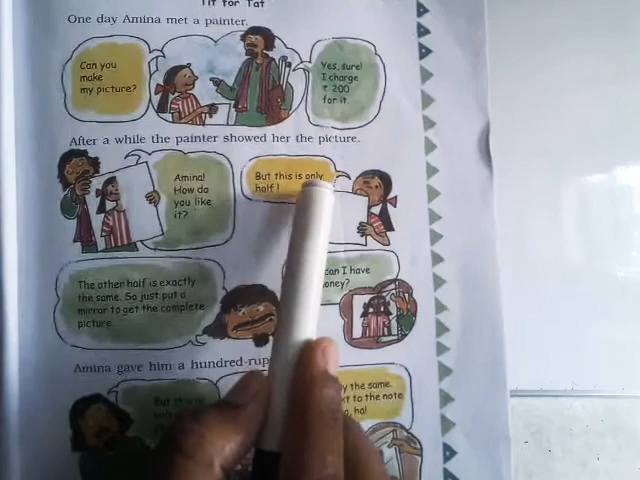 Tit for Tat
One day Amina met a painter.
Can you
make
my picture?
Yes, sure!
I charge
₹ 200
for it.
After a while the painter showed her the picture.
Amina!
How do
you like
it?
But this is only
half!
The other half is exactly
the same. So just put a
mirror to get the complete
picture.
can I have
oney?
Amina gave him a hundred-rup
But this is
only
y the same.
xt to the note
a, ha!